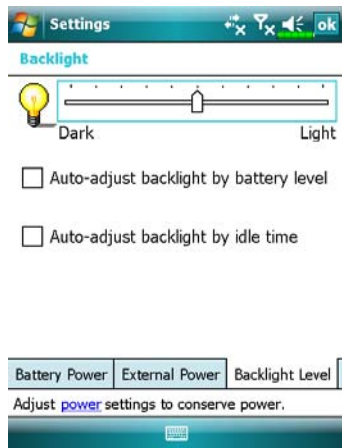 Settings ok
Backlight
Dark Light
Auto-adjust backlight by battery level
Auto-adjust backlight by idle time
Battery Power External Power Backlight Level
Adjust power settings to conserve power.